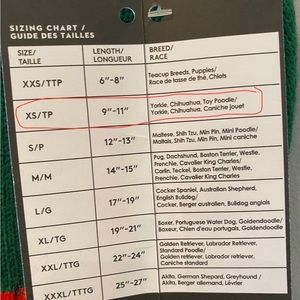 SIZING CHART /
GUIDE DES TAILLES
SIZE/ TAILLE LENGTH/ LONGUEUR BREED/ RACE
XXS/TTP 6"-8" Teacup Breeds, Puppies/
Race de tasse de thé, Chiots
XS/TP 9"-11" Yorkie, Chihuahua, Toy Poodle/
Yorkie, Chihuahua, Caniche Jouet
S/P 12"-13" Maltese, Shih Tzu, Min Pin, Mini Poodle/
Maltais, Shih Tzu, Min Pin, Mini Caniche
M/M 14"-15" Pug, Dachshund, Boston Terrier, Westie,
Frenchie, Cavalier King Charles/
Carlin, Teckel, Boston Terrier, Westie,
Frenchie, Cavalier King Charles
L/G 17"-19" Cocker Spaniel, Australian Shepherd,
English Bulldog/
Cocker, Berger australien, Bulldog anglais
XL/TG 19"-21" Boxer, Portuguese Water Dog, Goldendoodle/
Boxeur, Chien d'eau portugais, Goldendoodle
XXL/TTG 22"-24" Golden Retriever, Labrador Retriever,
Standard Poodle/
Golden Retriever, Labrador Retriever,
Caniche standard
XXXL/TTTG 25"-27" Akita, German Shepard, Greyhound /
Akita, Berger allemand, Lévrier